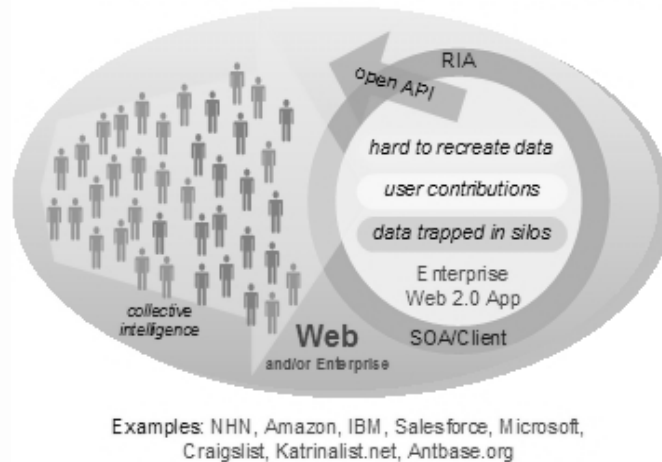 RIA
open API
hard to recreate data
user contributions
data trapped in silos
Enterprise
Web 2.0 App
SOA/Client
collective
intelligence
Web
and/or Enterprise
Examples: NHN, Amazon, IBM, Salesforce, Microsoft,
Craigslist, Katrinalist.net, Antbase.org